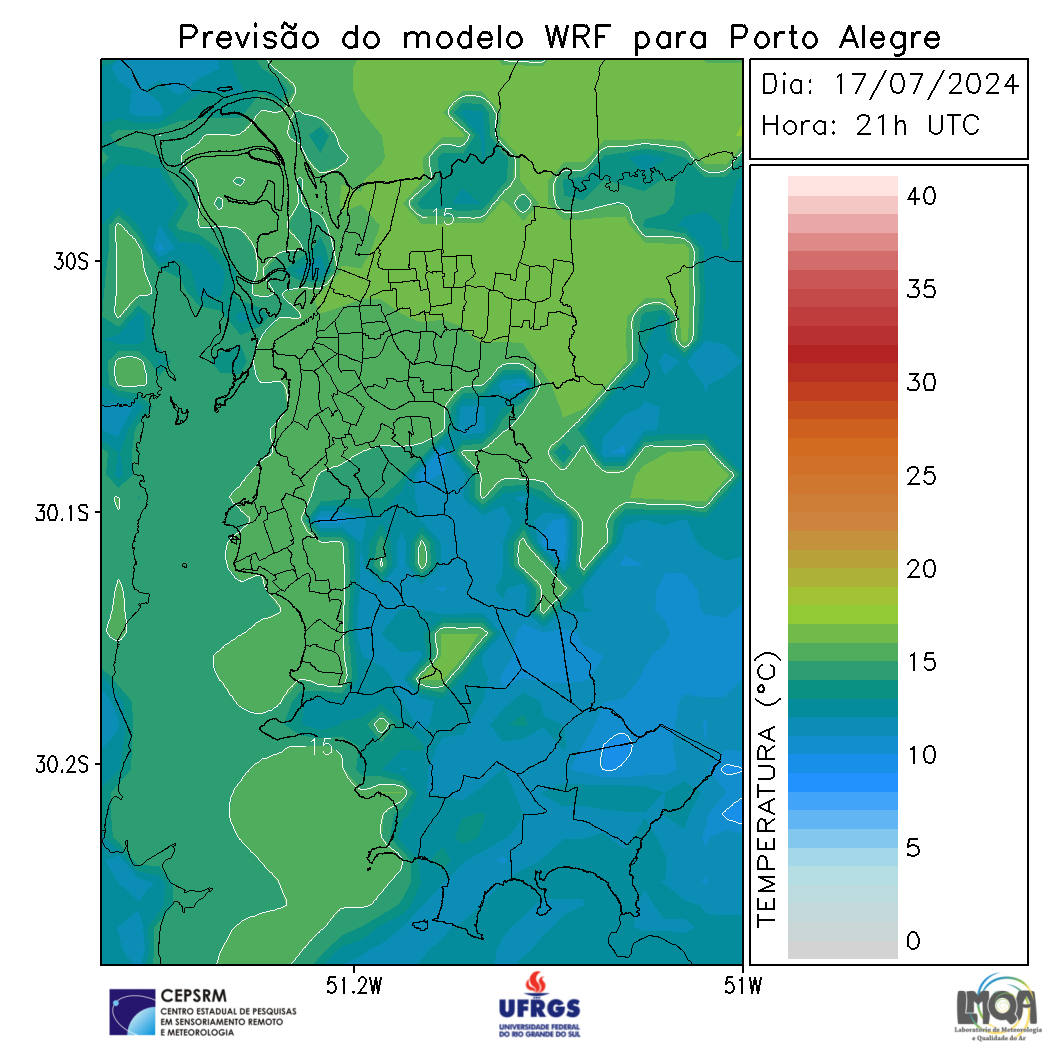 Previsão do modelo WRF para Porto Alegre
Dia: 17/07/2024
Hora: 21h UTC
40
35
30
25
20
15
10
5
0
TEMPERATURA (°C)
30S
30.1S
30.2S
51.2W
51W
15
15
CEPSRM
CENTRO ESTADUAL DE PESQUISAS
EM SENSORIAMENTO REMOTO
E METEOROLOGIA
UFRGS
UNIVERSIDADE FEDERAL
DO RIO GRANDE DO SUL
LMQA
Laboratório de Meteorologia
e Qualidade do Ar